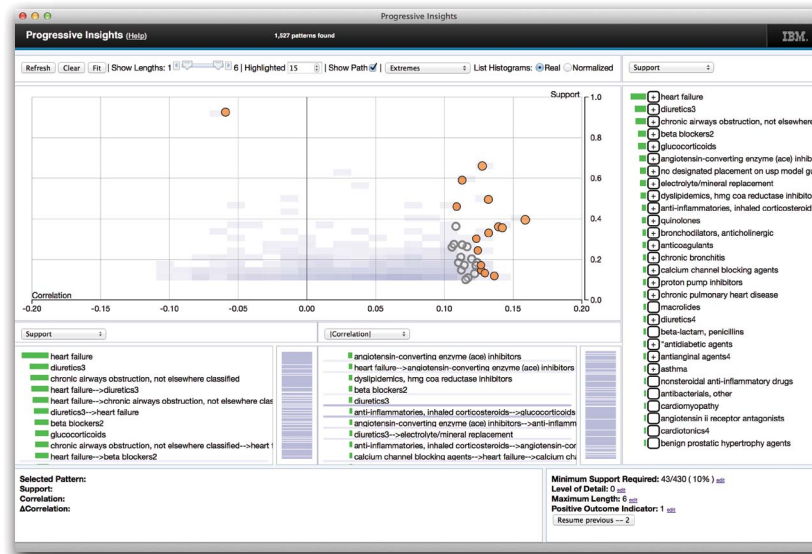 Progressive Insights
Progressive Insights (Help)
1,527 patterns found
IBM.
Refresh Clear Fit | Show Lengths: 1 6 | Highlighted 15 | Show Path | Extremes List Histograms: Real Normalized
Support
Support
1.0
0.8
0.6
0.4
0.2
0.0
Correlation
-0.20 -0.15 -0.10 -0.05 0.00 0.05 0.10 0.15 0.20
heart failure
diuretics3
chronic airways obstruction, not elsewhere
beta blockers2
glucocorticoids
angiotensin-converting enzyme (ace) inhib
no designated placement on usp model gu
electrolyte/mineral replacement
dyslipidemics, hmg coa reductase inhibitor
anti-inflammatories, inhaled corticosteroid
quinolones
bronchodilators, anticholinergic
anticoagulants
chronic bronchitis
calcium channel blocking agents
proton pump inhibitors
chronic pulmonary heart disease
macrolides
diuretics4
beta-lactam, penicillins
*antidiabetic agents
antianginal agents4
asthma
nonsteroidal anti-inflammatory drugs
antibacterials, other
cardiomyopathy
angiotensin ii receptor antagonists
cardiotonics4
benign prostatic hypertrophy agents
Support
heart failure
diuretics3
chronic airways obstruction, not elsewhere classified
heart failure-->diuretics3
heart failure-->chronic airways obstruction, not elsewhere clas
diuretics3-->heart failure
beta blockers2
glucocorticoids
chronic airways obstruction, not elsewhere classified-->heart f
heart failure-->beta blockers2
|Correlation|
angiotensin-converting enzyme (ace) inhibitors
heart failure-->angiotensin-converting enzyme (ace) inhibitors
dyslipidemics, hmg coa reductase inhibitors
beta blockers2
diuretics3
anti-inflammatories, inhaled corticosteroids-->glucocorticoids
angiotensin-converting enzyme (ace) inhibitors-->anti-inflamm
diuretics3-->electrolyte/mineral replacement
anti-inflammatories, inhaled corticosteroids-->angiotensin-cor
calcium channel blocking agents-->heart failure-->calcium cha
Selected Pattern:
Support:
Correlation:
ΔCorrelation:
Minimum Support Required: 43/430 ( 10% ) edit
Level of Detail: 0 edit
Maximum Length: 6 edit
Positive Outcome Indicator: 1 edit
Resume previous -- 2